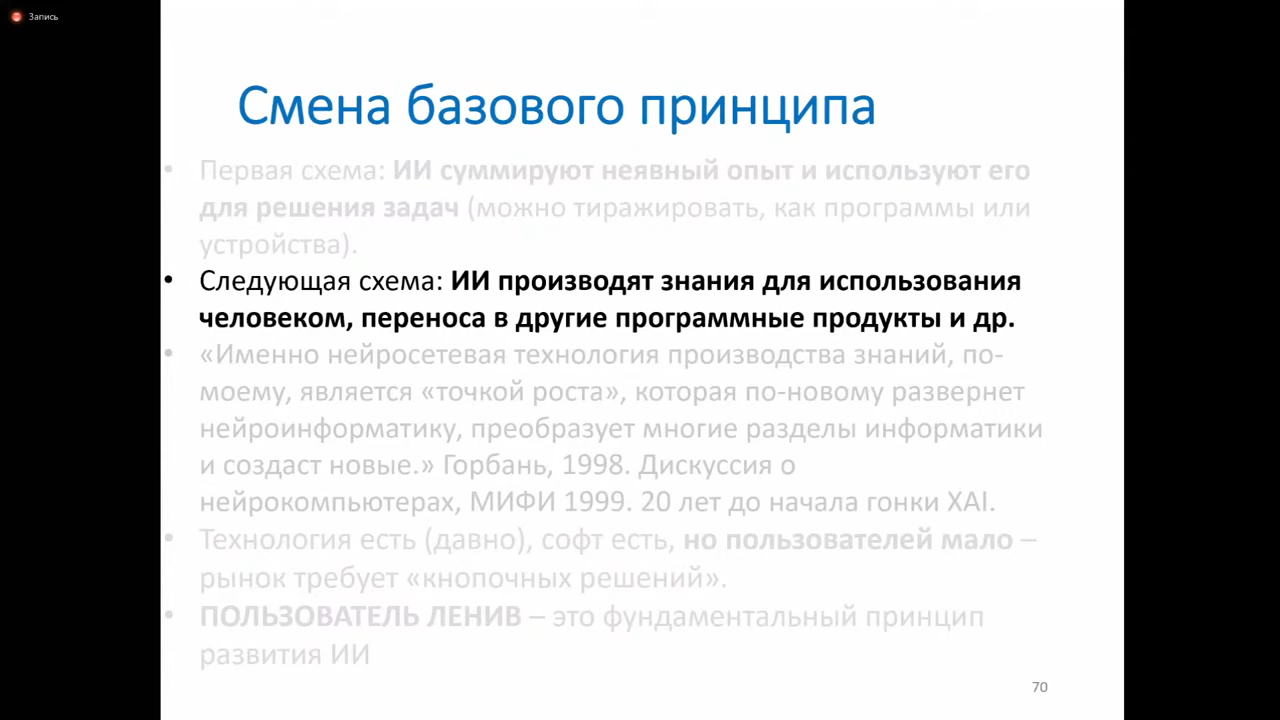 Запись
Смена базового принципа
• Первая схема: ИИ суммируют неявный опыт и используют его
для решения задач (можно тиражировать, как программы или
устройства).
• Следующая схема: ИИ производят знания для использования
человеком, переноса в другие программные продукты и др.
• «Именно нейросетевая технология производства знаний, по-
моему, является «точкой роста», которая по-новому развернет
нейроинформатику, преобразует многие разделы информатики
и создаст новые.» Горбань, 1998. Дискуссия о
нейрокомпьютерах, МИФИ 1999. 20 лет до начала гонки XAI.
• Технология есть (давно), софт есть, но пользователей мало –
рынок требует «кнопочных решений».
• ПОЛЬЗОВАТЕЛЬ ЛЕНИВ – это фундаментальный принцип
развития ИИ
70